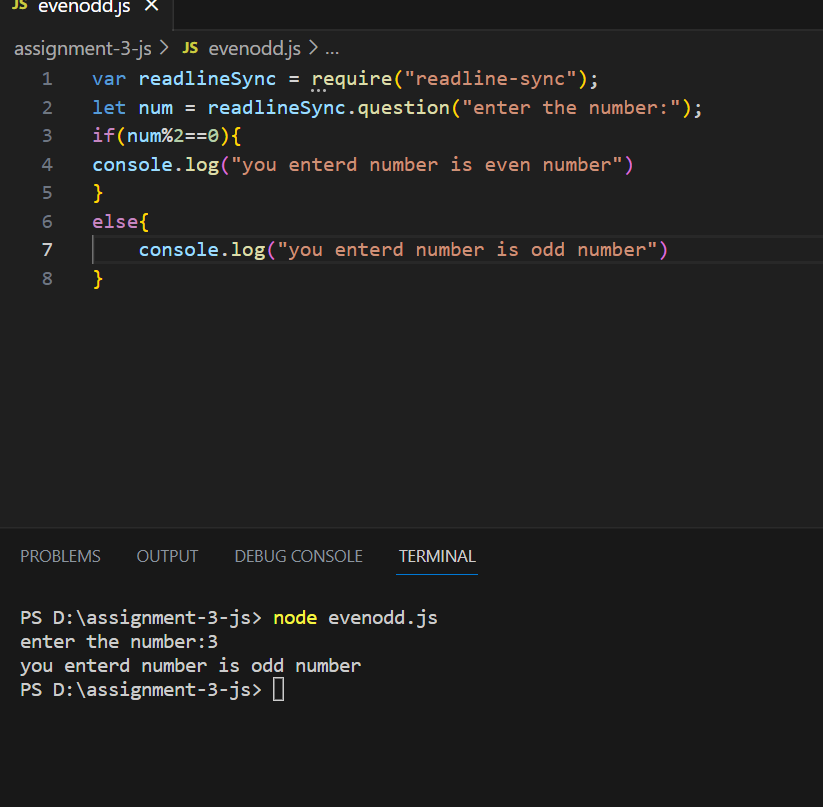 JS evenodd.js ×
assignment-3-js > JS evenodd.js > ...
1 var readlineSync = require("readline-sync");
2 let num = readlineSync.question("enter the number:");
3 if(num%2==0){
4 console.log("you enterd number is even number")
5 }
6 else{
7     console.log("you enterd number is odd number")
8 }
PROBLEMS OUTPUT DEBUG CONSOLE TERMINAL
PS D:\assignment-3-js> node evenodd.js
enter the number:3
you enterd number is odd number
PS D:\assignment-3-js>